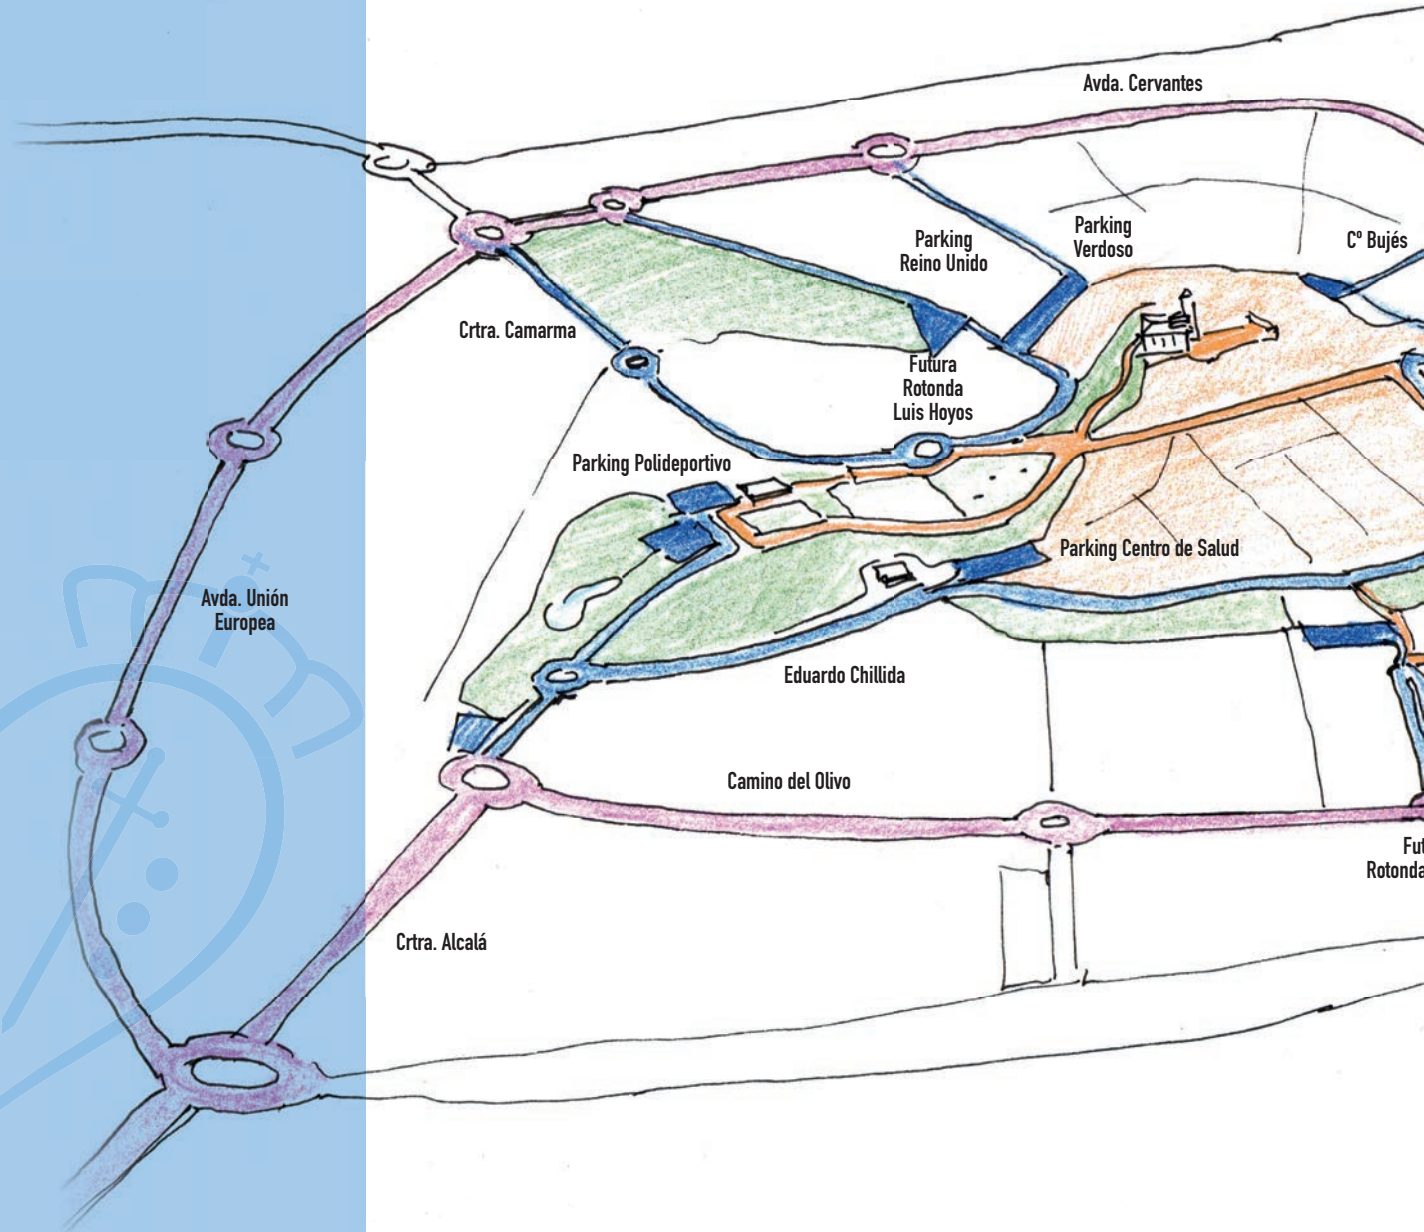 Avda. Cervantes
Parking
Reino Unido
Parking
Verdoso
Cº Bujés
Crtra. Camarma
Futura
Rotonda
Luis Hoyos
Parking Polideportivo
Parking Centro de Salud
Avda. Unión
Europea
Eduardo Chillida
Camino del Olivo
Fut
Rotonda
Crtra. Alcalá